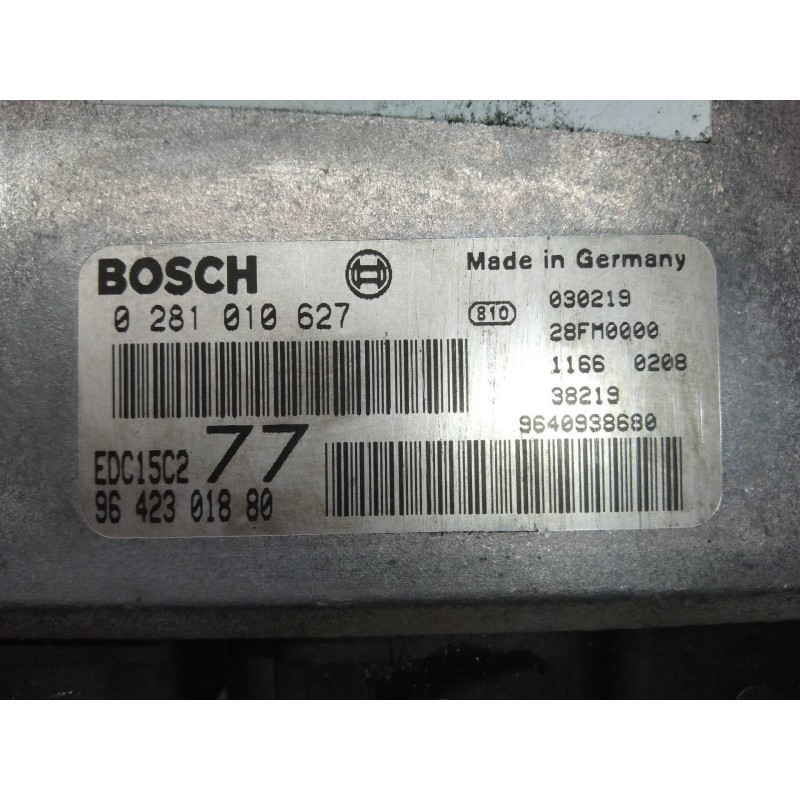 BOSCH
Made in Germany
0 281 010 627
810
030219
28FM0000
1166 0208
38219
9640938680
EDC15C2
77
96 423 018 80